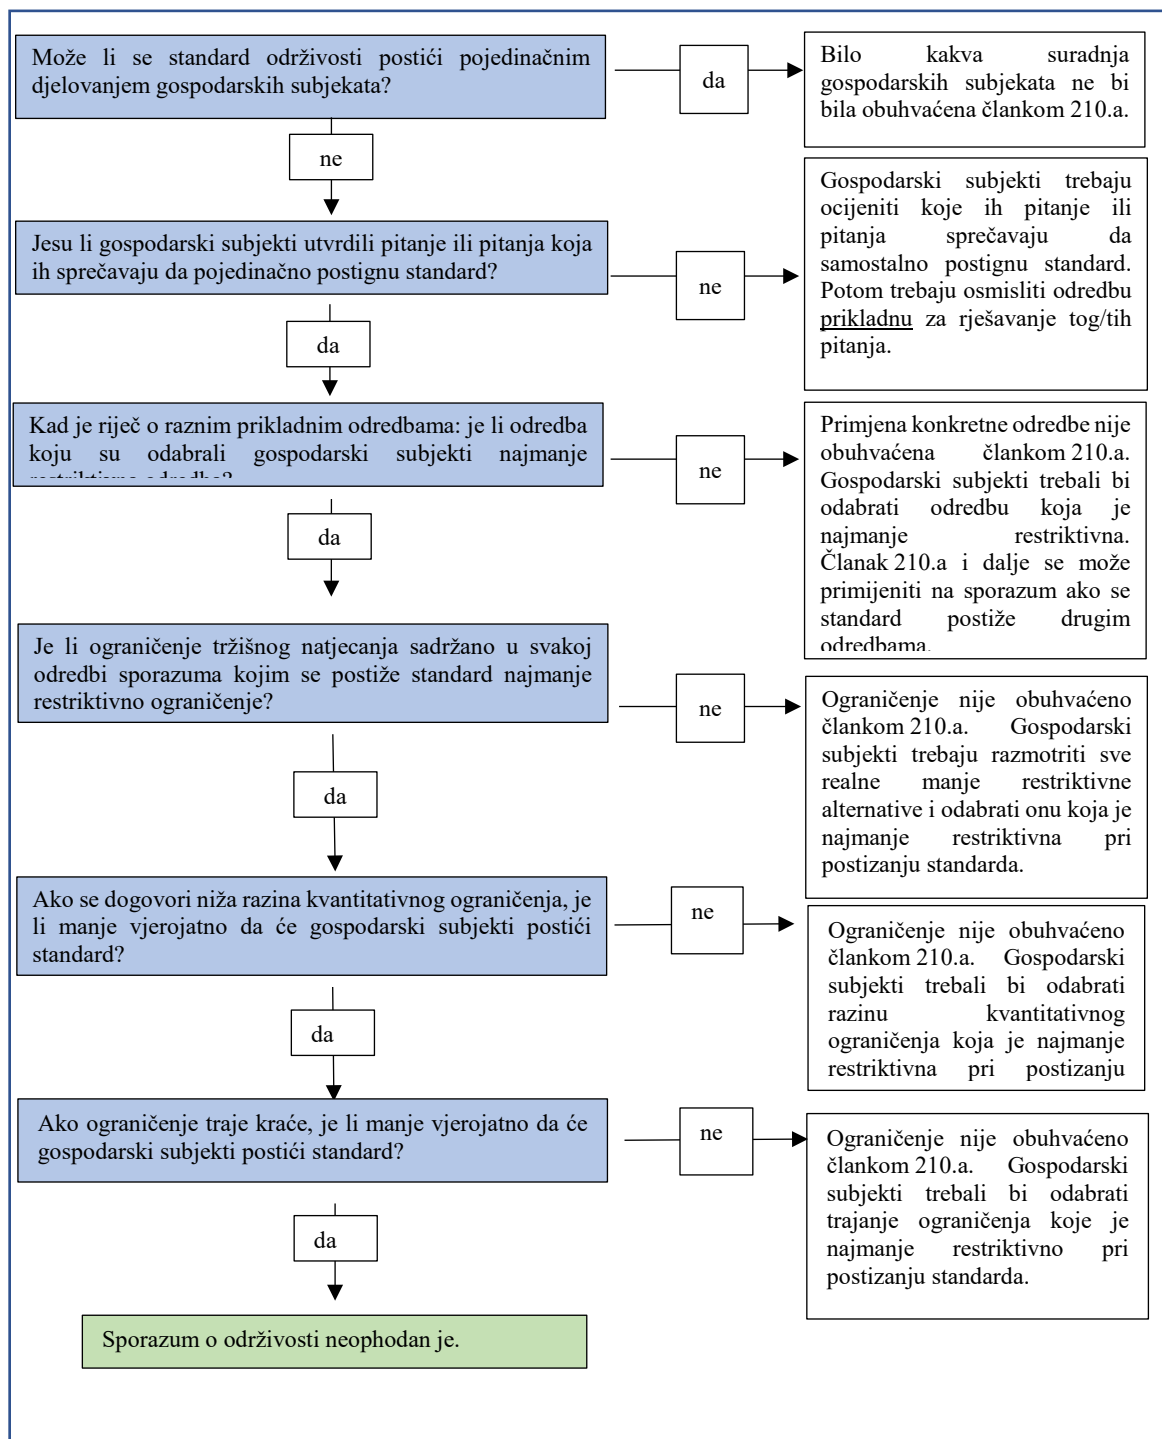 Može li se standard održivosti postići pojedinačnim
djelovanjem gospodarskih subjekata?
da
Bilo kakva suradnja
gospodarskih subjekata ne bi
bila obuhvaćena člankom 210.a.
ne
Jesu li gospodarski subjekti utvrdili pitanje ili pitanja koja
ih sprečavaju da pojedinačno postignu standard?
ne
Gospodarski subjekti trebaju
ocijeniti koje ih pitanje ili
pitanja sprečavaju da
samostalno postignu standard.
Potom trebaju osmisliti odredbu
prikladnu za rješavanje tog/tih
pitanja.
da
Kad je riječ o raznim prikladnim odredbama: je li odredba
koju su odabrali gospodarski subjekti najmanje
restriktivna odredba?
ne
Primjena konkretne odredbe nije
obuhvaćena člankom 210.a.
Gospodarski subjekti trebali bi
odabrati odredbu koja je
najmanje restriktivna.
Članak 210.a i dalje se može
primijeniti na sporazum ako se
standard postiže drugim
odredbama.
da
Je li ograničenje tržišnog natjecanja sadržano u svakoj
odredbi sporazuma kojim se postiže standard najmanje
restriktivno ograničenje?
ne
Ograničenje nije obuhvaćeno
člankom 210.a. Gospodarski
subjekti trebaju razmotriti sve
realne manje restriktivne
alternative i odabrati onu koja je
najmanje restriktivna pri
postizanju standarda.
da
Ako se dogovori niža razina kvantitativnog ograničenja, je
li manje vjerojatno da će gospodarski subjekti postići
standard?
ne
Ograničenje nije obuhvaćeno
člankom 210.a. Gospodarski
subjekti trebali bi odabrati
razinu kvantitativnog
ograničenja koja je najmanje
restriktivna pri postizanju
da
Ako ograničenje traje kraće, je li manje vjerojatno da će
gospodarski subjekti postići standard?
ne
Ograničenje nije obuhvaćeno
člankom 210.a. Gospodarski
subjekti trebali bi odabrati
trajanje ograničenja koje je
najmanje restriktivno pri
postizanju standarda.
da
Sporazum o održivosti neophodan je.